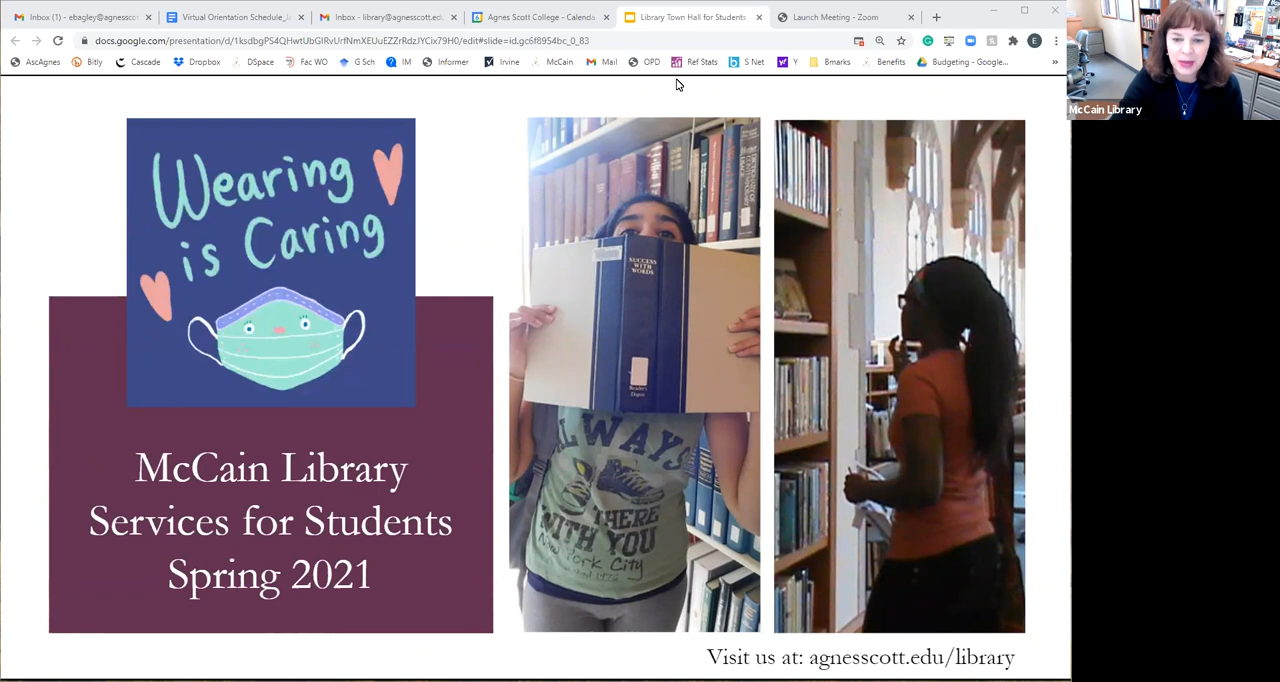 Inbox (1) - ebagley@agnessco
Virtual Orientation Schedule_J
Inbox - library@agnesscott.ed
Agnes Scott College - Calenda
Library Town Hall for Students
Launch Meeting - Zoom
docs.google.com/presentation/d/1ksdbgPS4QHwtUbGIRvUrfNmXEUuEZZrRdzJYCix79H0/edit#slide=id.gc6f8954bc_0_83
E
AscAgnes
Bitly
Cascade
Dropbox
DSpace
Fac WO
G Sch
IM
Informer
Irvine
McCain
Mail
OPD
Ref Stats
S Net
Y
Bmarks
Benefits
Budgeting - Google...
»
McCain Library
Wearing
is Caring
McCain Library
Services for Students
Spring 2021
SUCCESS
WITH
WORDS
Reader's
Digest
ALWAYS
THERE
WITH YOU
New York City
Visit us at: agnesscott.edu/library